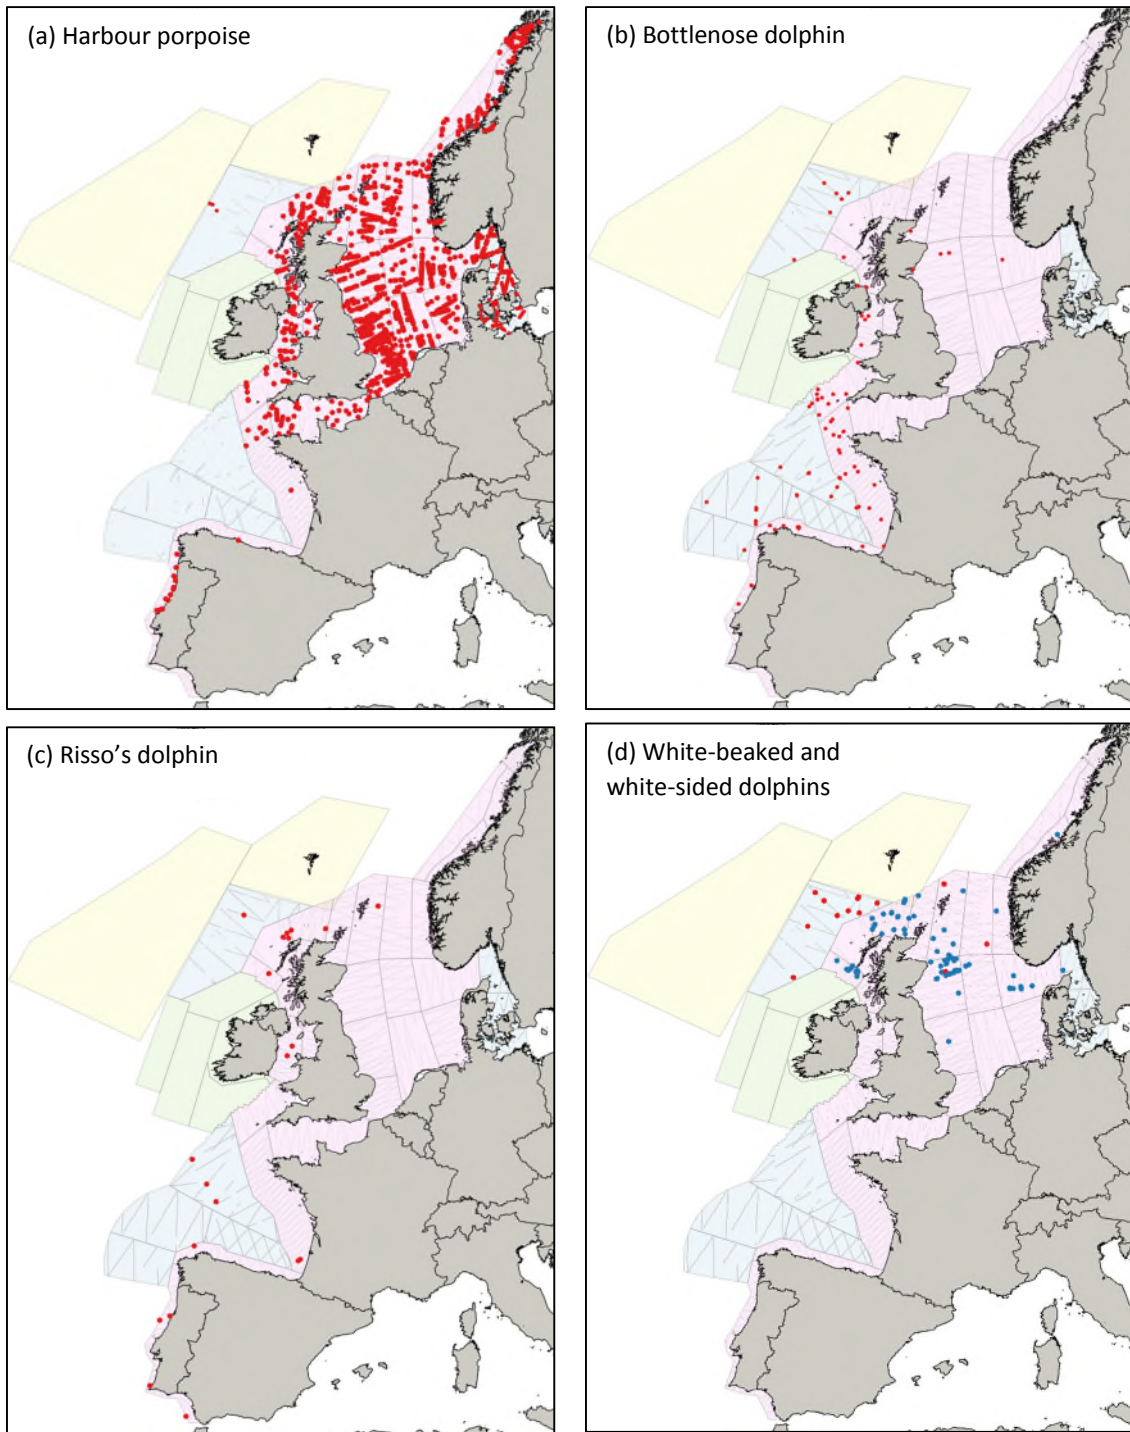 (a) Harbour porpoise
(b) Bottlenose dolphin
(c) Risso’s dolphin
(d) White-beaked and
white-sided dolphins